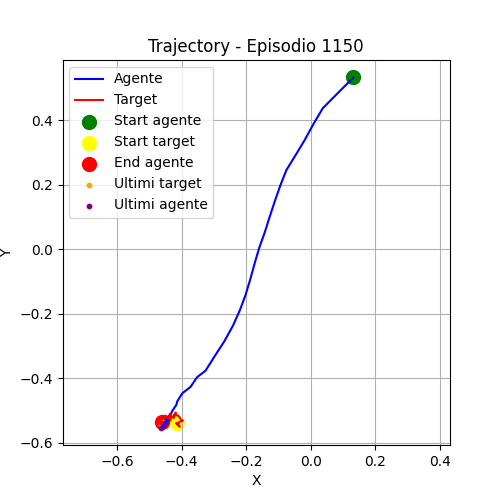 Trajectory - Episodio 1150
Agente
Target
Start agente
Start target
End agente
Ultimi target
Ultimi agente
Y
0.4
0.2
0.0
−0.2
−0.4
−0.6
−0.6
−0.4
−0.2
0.0
0.2
0.4
X